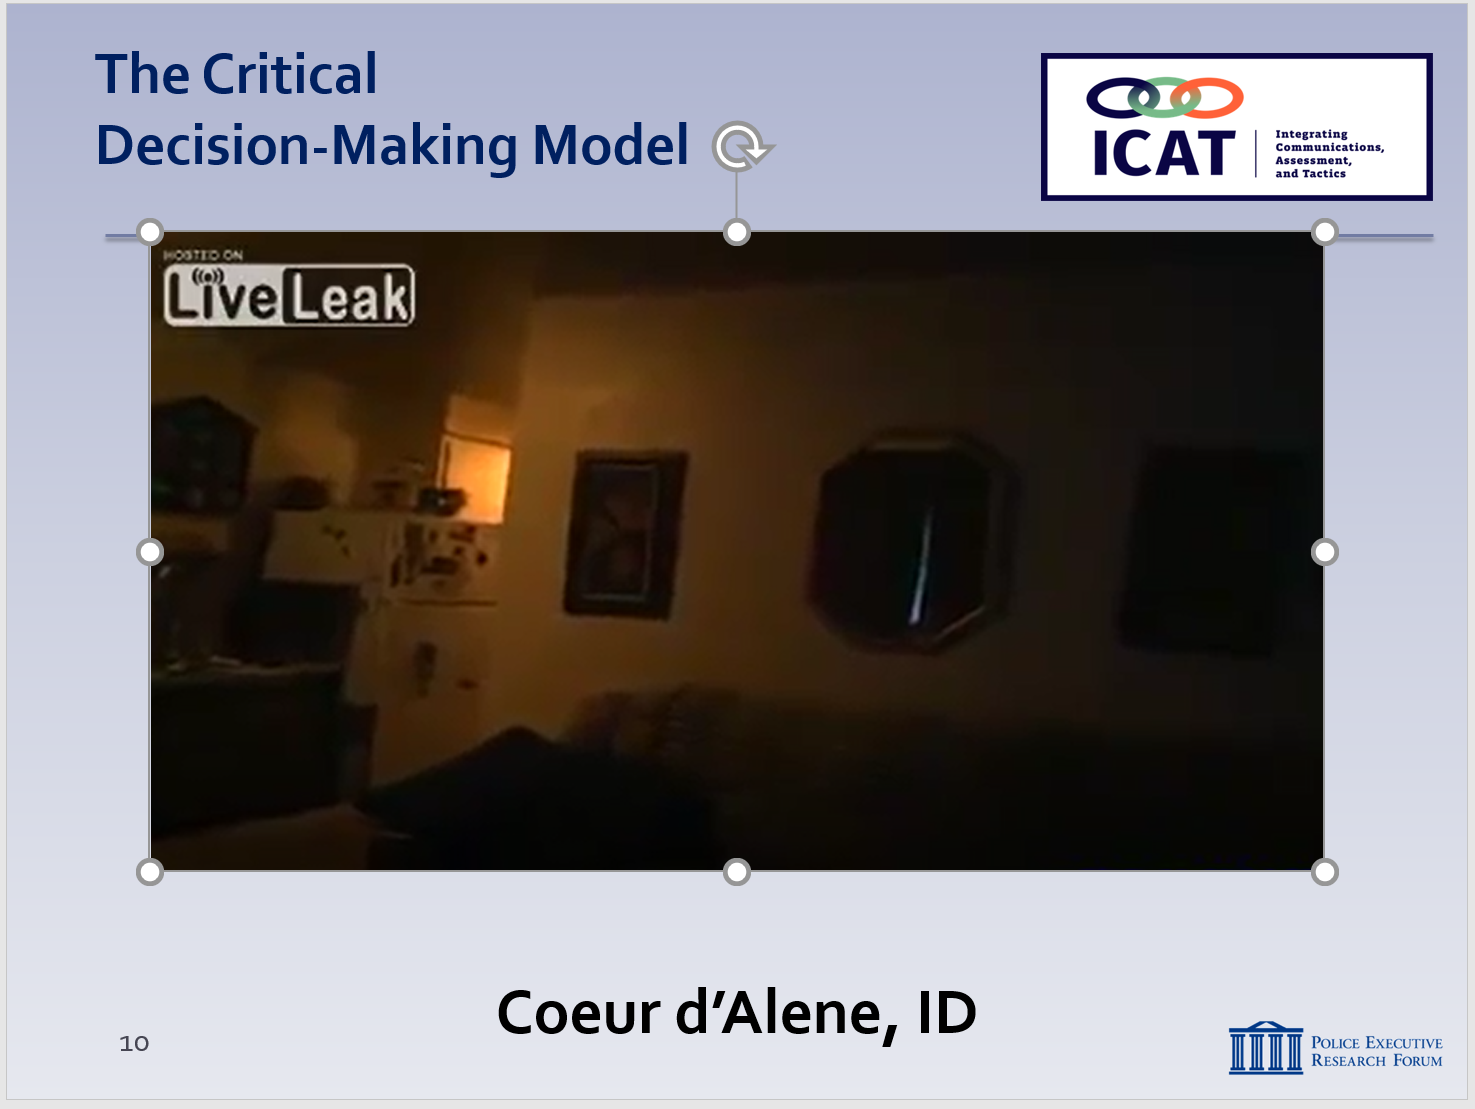 The Critical
Decision-Making Model
ICAT
Integrating
Communications,
Assessment,
and Tactics
HOSTED ON
LiveLeak
Coeur d’Alene, ID
10
Police Executive
Research Forum